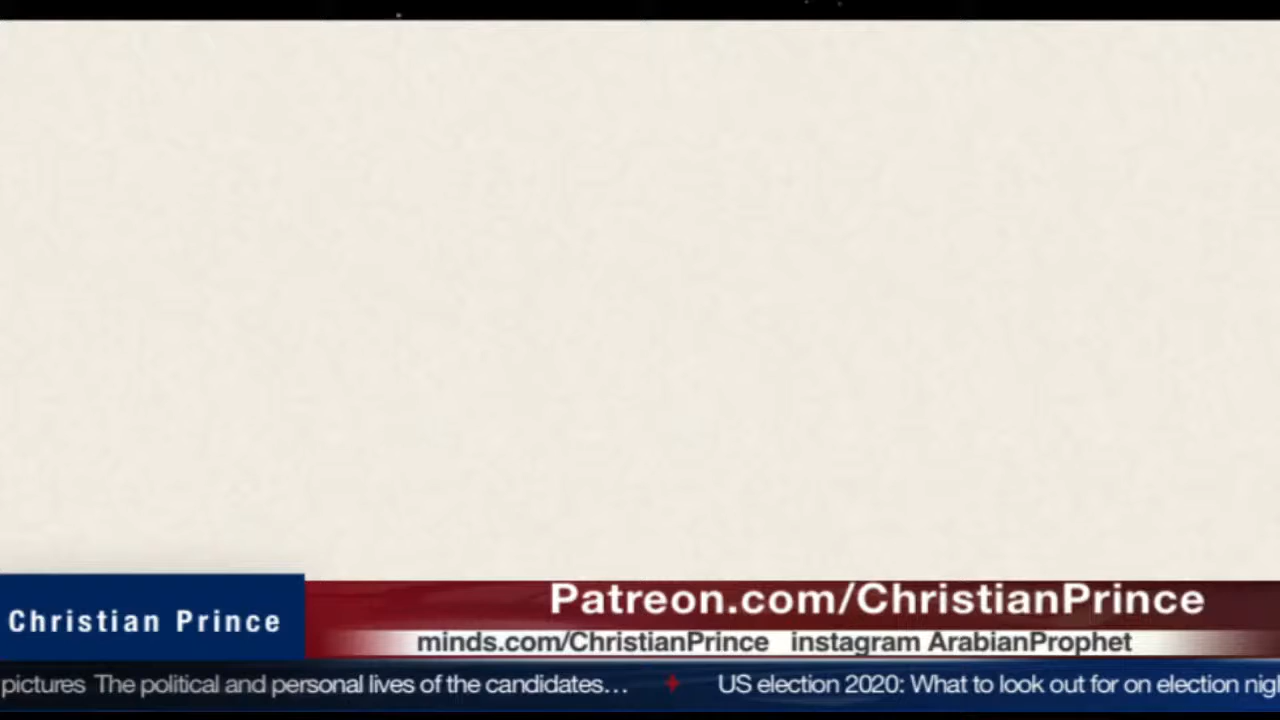 Patreon.com/ChristianPrince
Christian Prince
minds.com/ChristianPrince instagram ArabianProphet
pictures The political and personal lives of the candidates... US election 2020: What to look out for on election